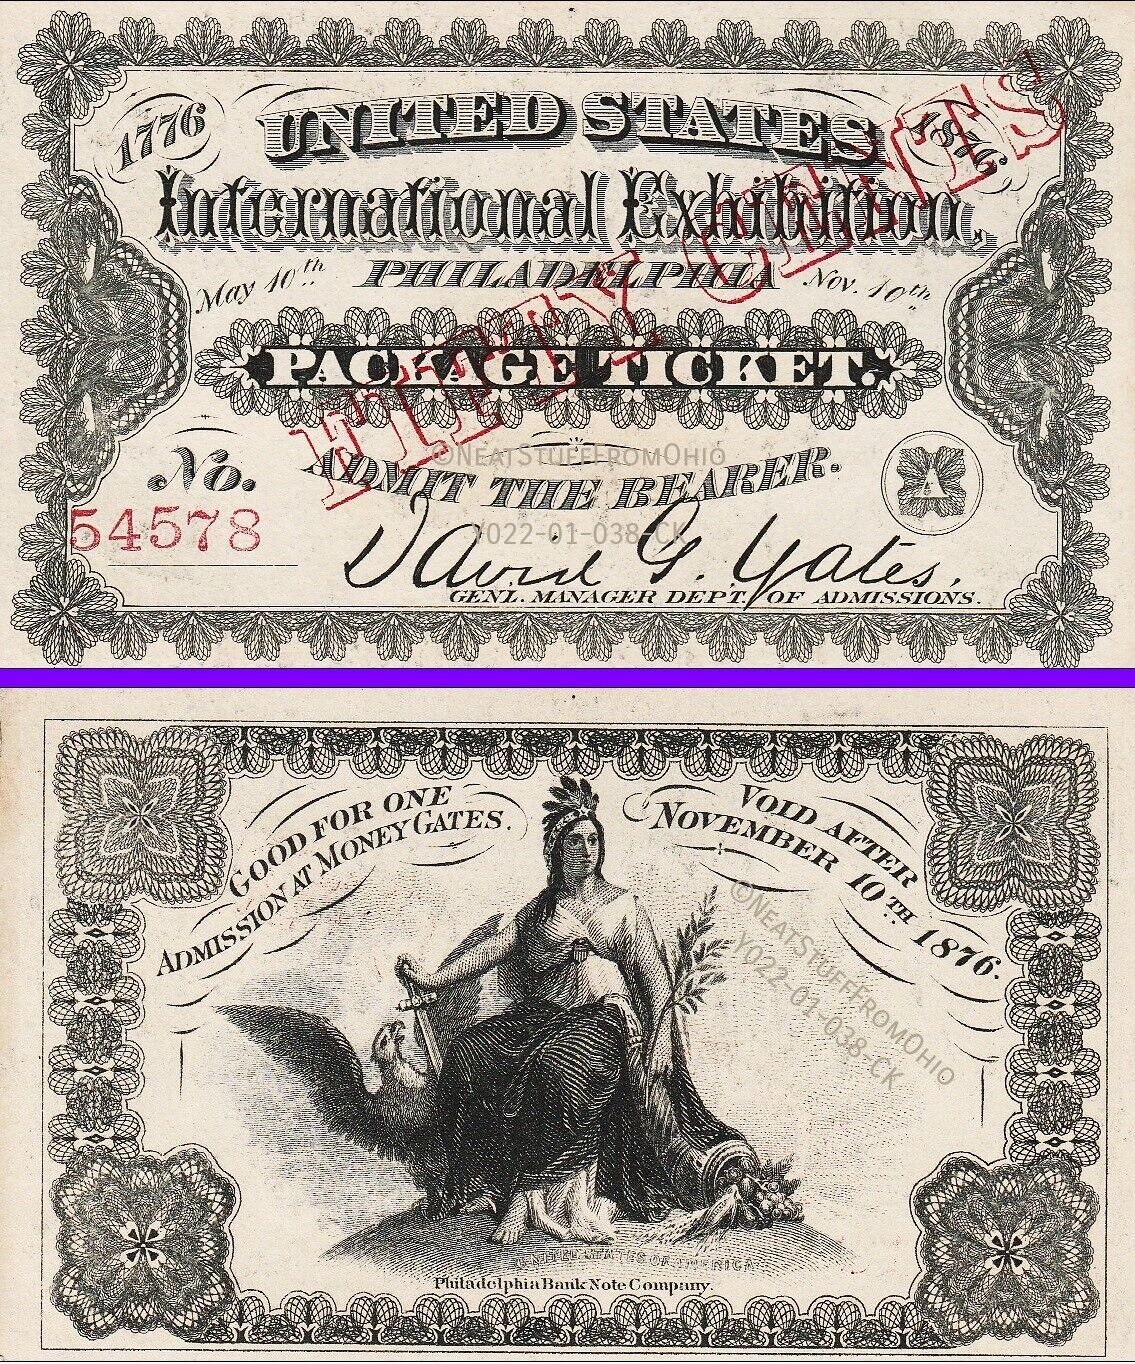 1776
UNITED STATES
1876
International Exhibition.
May 10th PHILADELPHIA Nov. 10th
PACKAGE TICKET.
FIFTY CENTS
ADMIT THE BEARER.
No.
54578
A
David G. Yates,
GENL. MANAGER DEPT. OF ADMISSIONS.
©NEATSTUFFFROMOHIO
Y022-01-038-CK
GOOD FOR ONE
ADMISSION AT MONEY GATES.
VOID AFTER
NOVEMBER 10TH 1876.
©NEATSTUFFFROMOHIO
Y022-01-038-CK
UNITED STATES OF AMERICA
Philadelphia Bank Note Company.